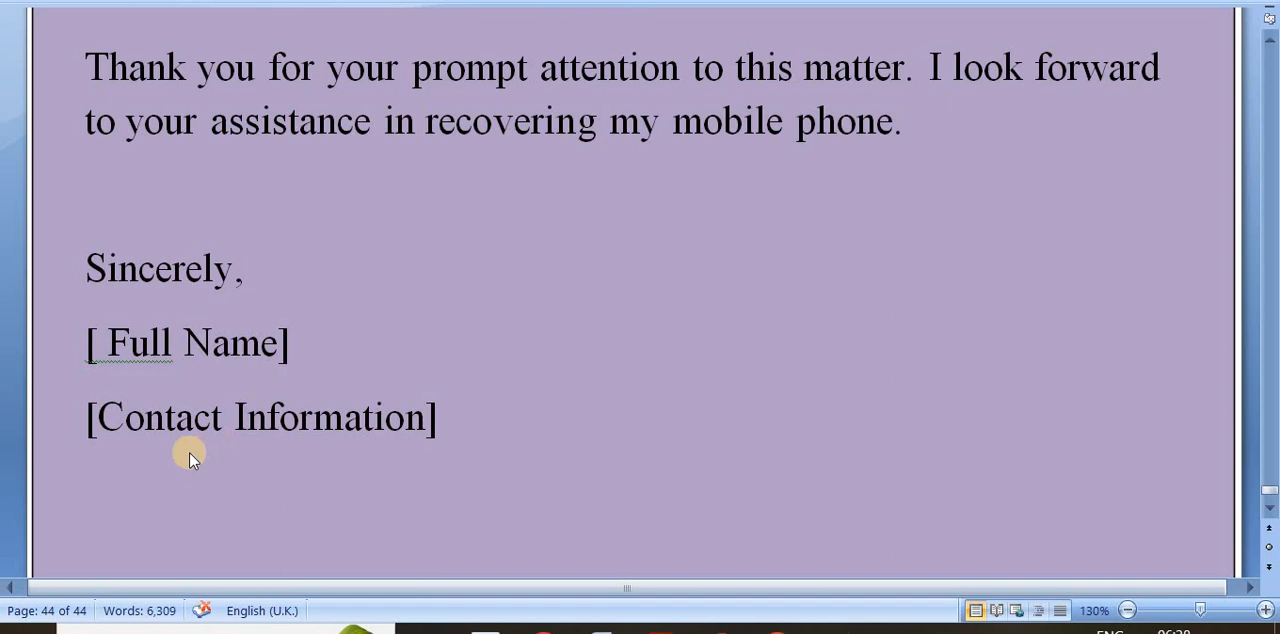 Thank you for your prompt attention to this matter. I look forward
to your assistance in recovering my mobile phone.
Sincerely,
[ Full Name]
[Contact Information]
Page: 44 of 44 Words: 6,309 English (U.K.) 130%